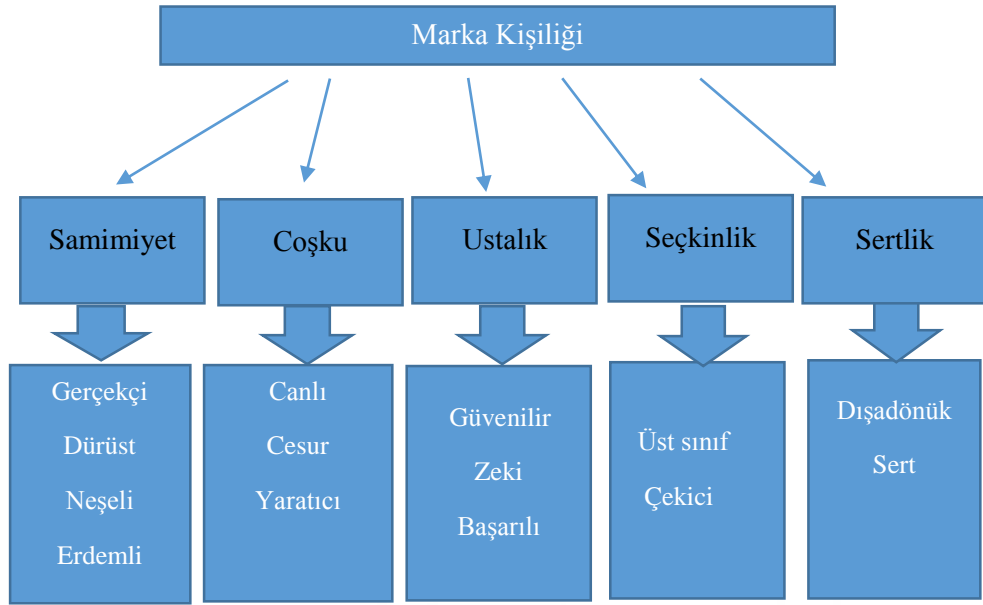 Marka Kişiliği
Samimiyet
Coşku
Ustalık
Seçkinlik
Sertlik
Gerçekçi
Dürüst
Neşeli
Erdemli
Canlı
Cesur
Yaratıcı
Güvenilir
Zeki
Başarılı
Üst sınıf
Çekici
Dışadönük
Sert